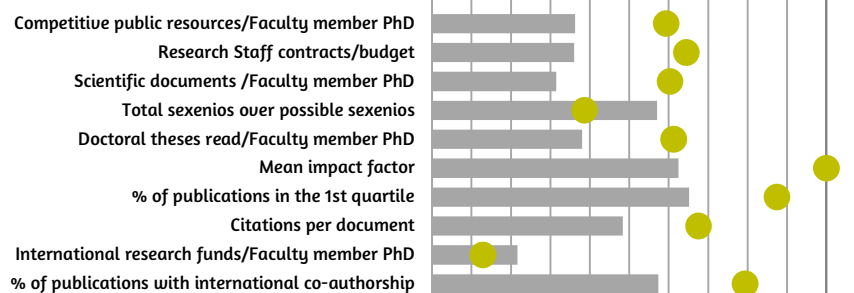 Competitive public resources/Faculty member PhD
Research Staff contracts/budget
Scientific documents /Faculty member PhD
Total sexenios over possible sexenios
Doctoral theses read/Faculty member PhD
Mean impact factor
% of publications in the 1st quartile
Citations per document
International research funds/Faculty member PhD
% of publications with international co-authorship